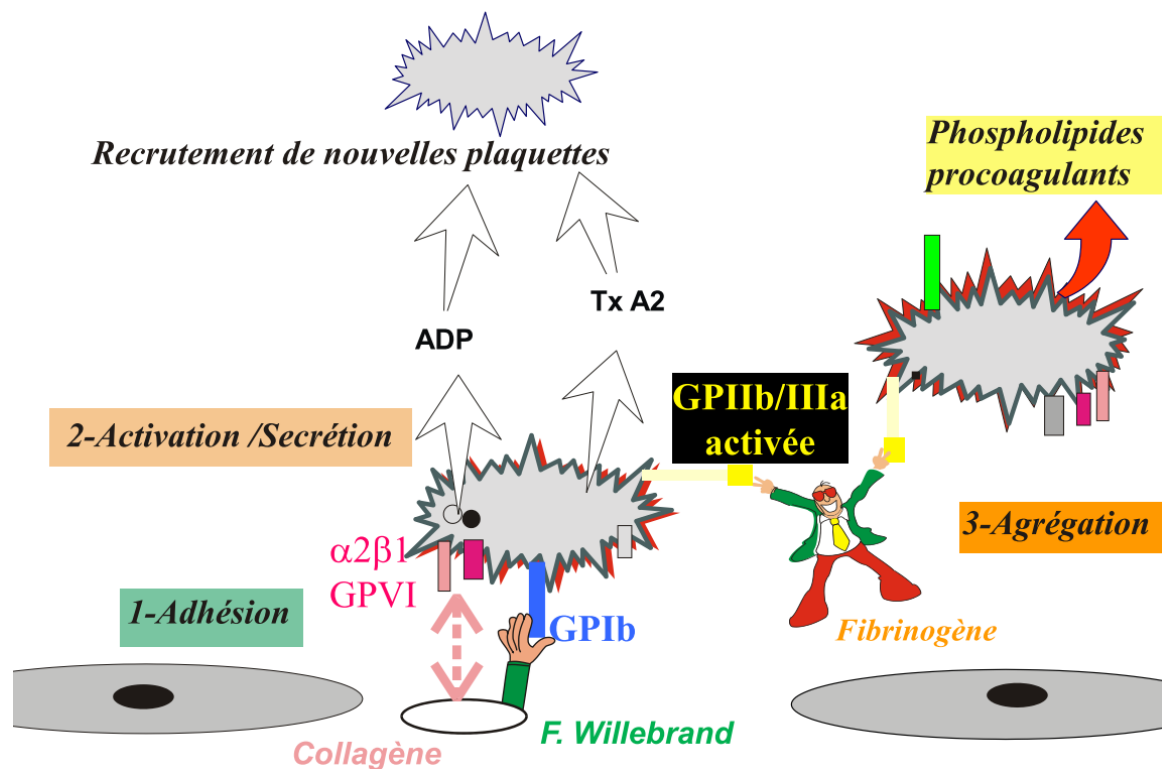 Recrutement de nouvelles plaquettes
Phospholipides
procoagulants
Tx A2
ADP
GPIIb/IIIa
activée
2-Activation /Secrétion
3-Agrégation
α2β1
GPVI
1-Adhésion
GPIb
Fibrinogène
F. Willebrand
Collagène